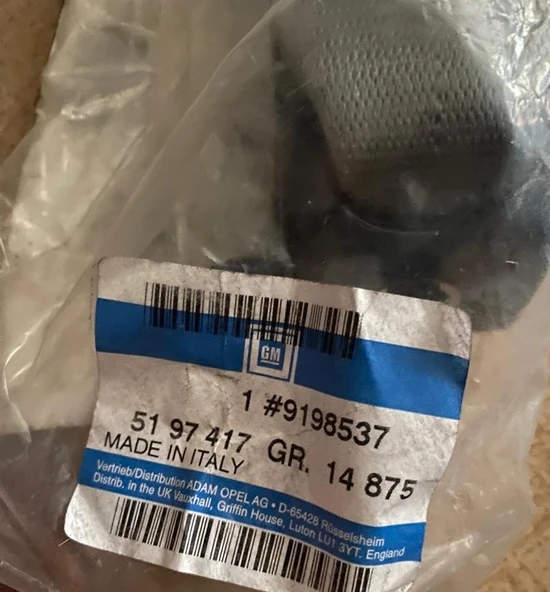 GM
1 #9198537
51 97 417 GR. 14 875
MADE IN ITALY
Vertrieb/Distribution ADAM OPEL AG • D-65428 Rüsselsheim
Distrib. in the UK Vauxhall, Griffin House, Luton LU1 3YT. England